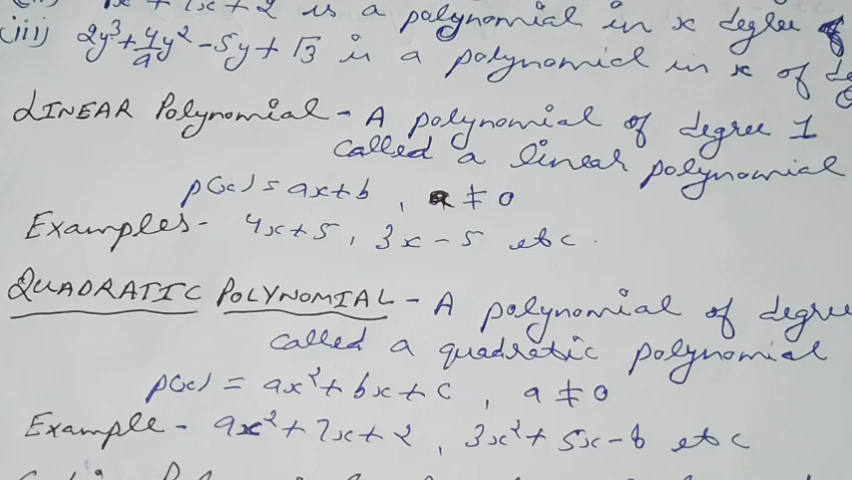 x + 2 is a polynomial in x degree
(iii) 2y³ + 4/9y² - 5y + √3 is a polynomial in x of
LINEAR Polynomial - A polynomial of degree 1
called a linear polynomial
p(x) = ax + b , a ≠ 0
Examples - 4x + 5 , 3x - 5 etc.
QUADRATIC POLYNOMIAL - A polynomial of degree
called a quadratic polynomial
p(x) = ax² + bx + c , a ≠ 0
Example - 9x² + 7x + 2 , 3x² + 5x - 6 etc